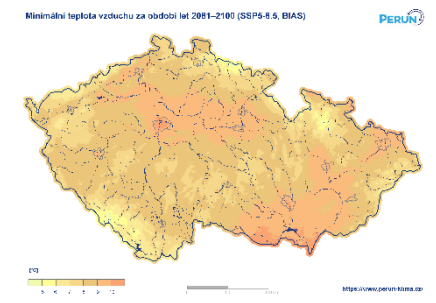 Minimální teplota vzduchu za období let 2081–2100 (SSP5-8.5, BIAS)
PERUN
[°C]
https://www.perun-klima.cz/